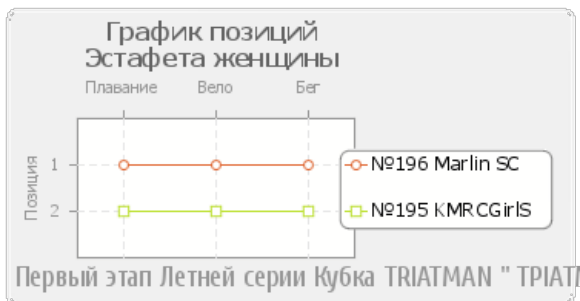 График позиций
Эстафета женщины
Плавание Вело Бег
Позиция
1
№196 Marlin SC
2
№195 KMRCGirlS
Первый этап Летней серии Кубка TRIATMAN " ТРІАТМ